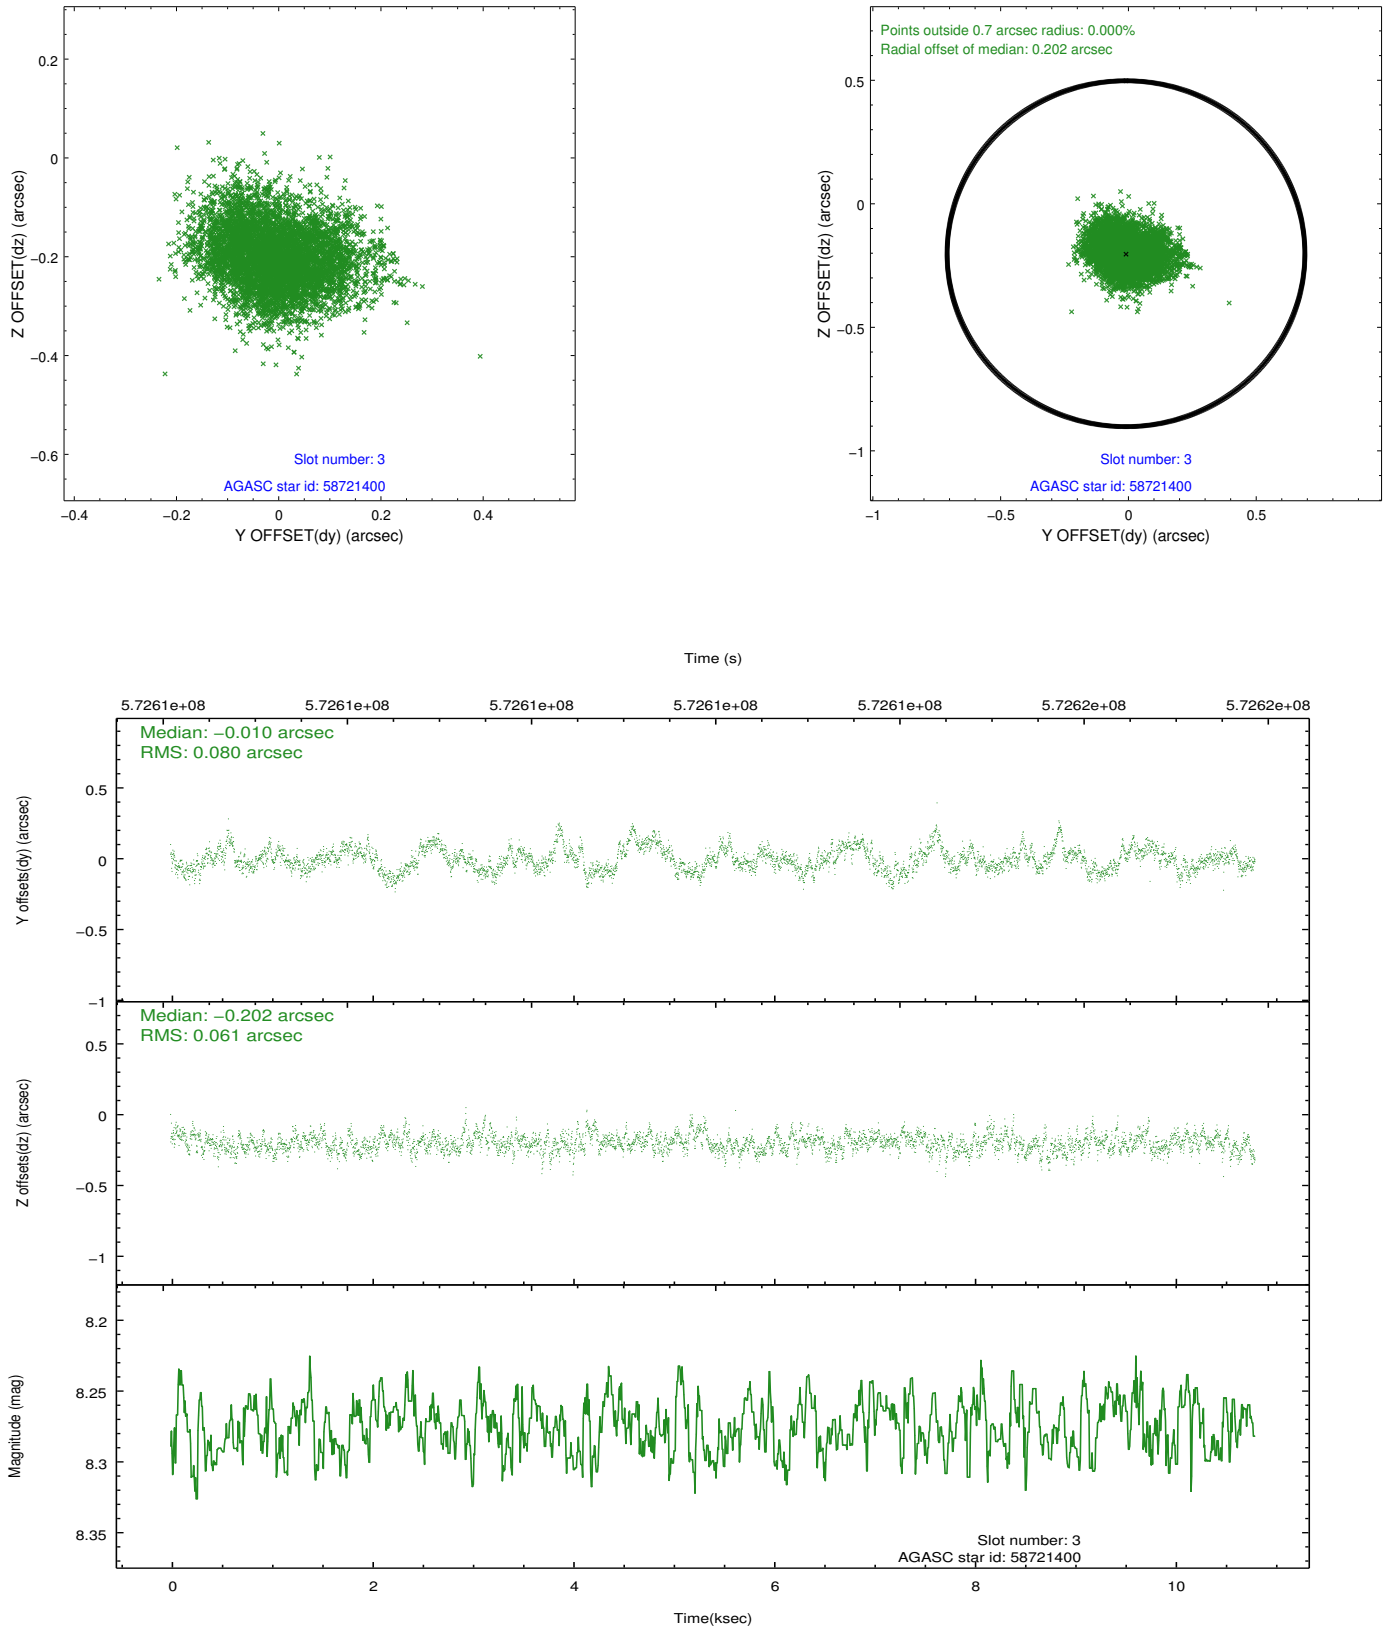 0.2
0
−0.2
−0.4
−0.6
Z OFFSET(dz) (arcsec)
Slot number: 3
AGASC star id: 58721400
−0.4
−0.2
0
0.2
0.4
Y OFFSET(dy) (arcsec)
Points outside 0.7 arcsec radius: 0.000%
Radial offset of median: 0.202 arcsec
0.5
0
−0.5
−1
Z OFFSET(dz) (arcsec)
Slot number: 3
AGASC star id: 58721400
−1
−0.5
0
0.5
Y OFFSET(dy) (arcsec)
Time (s)
5.7261e+08
5.7261e+08
5.7261e+08
5.7261e+08
5.7261e+08
5.7262e+08
5.7262e+08
Median: −0.010 arcsec
RMS: 0.080 arcsec
0.5
0
−0.5
−1
Y offsets(dy) (arcsec)
Median: −0.202 arcsec
RMS: 0.061 arcsec
0.5
0
−0.5
−1
Z offsets(dz) (arcsec)
8.2
8.25
8.3
8.35
Magnitude (mag)
Slot number: 3
AGASC star id: 58721400
0
2
4
6
8
10
Time(ksec)